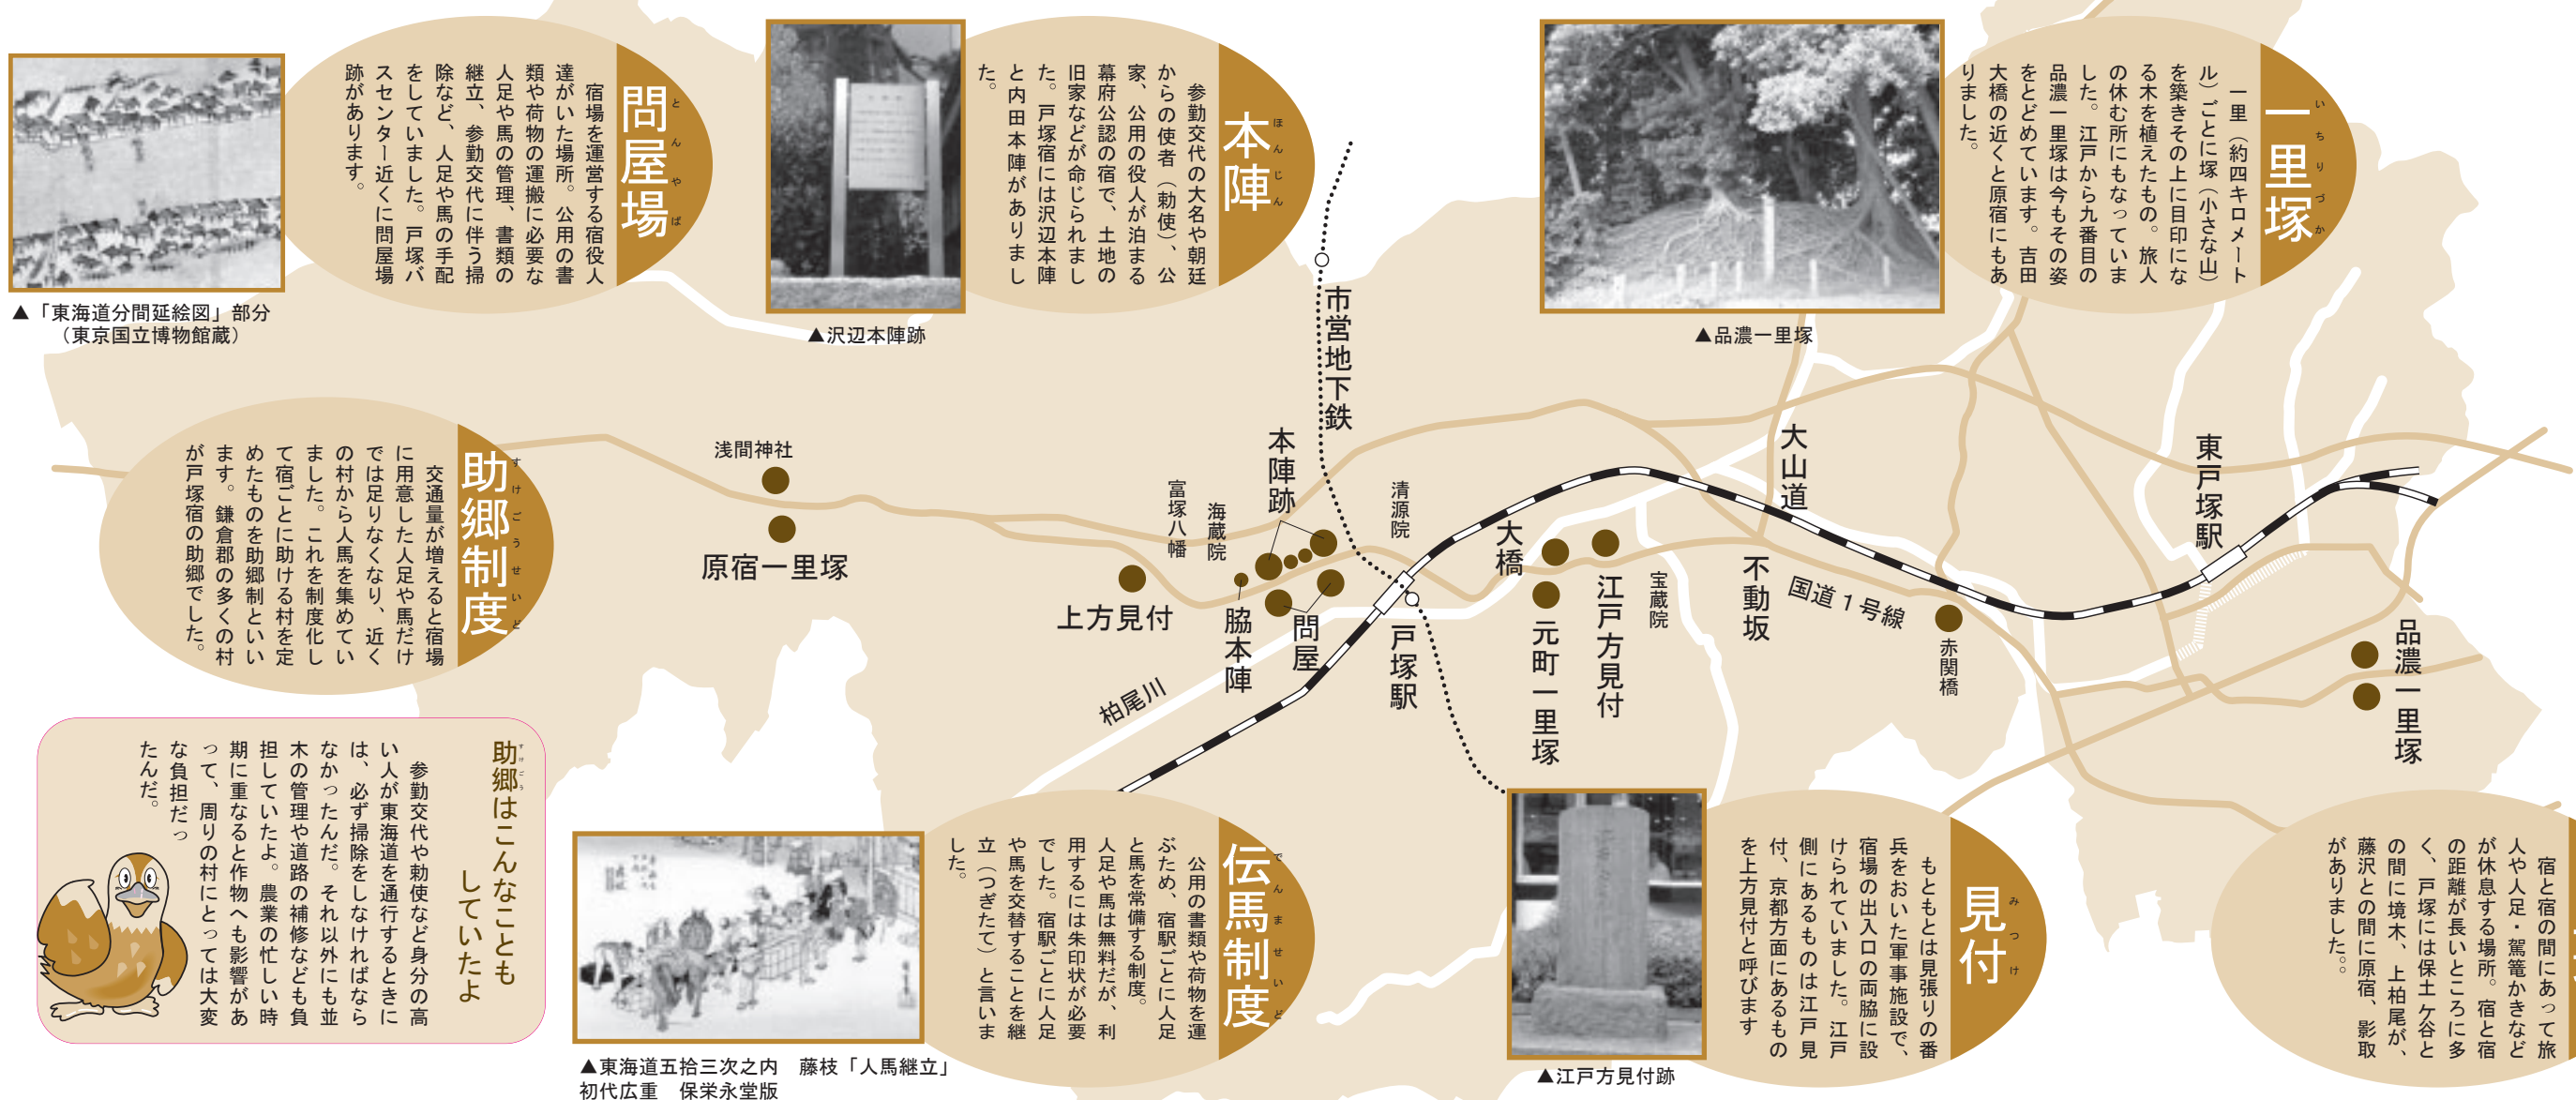 一里塚
いちりづか
一里（約四キロメート
ル）ごとに塚（小さな山）
を築きその上に目印にな
る木を植えたもの。旅人
の休む所にもなっていま
した。江戸から九番目の
品濃一里塚は今もその姿
をとどめています。吉田
大橋の近くと原宿にもあ
りました。
▲品濃一里塚
本陣
ほんじん
参勤交代の大名や朝廷
からの使者（勅使）、公
家、公用の役人が泊まる
幕府公認の宿で、土地の
旧家などが命じられまし
た。戸塚宿には沢辺本陣
と内田本陣がありまし
た。
▲沢辺本陣跡
問屋場
とんやば
宿場を運営する宿役人
達がいた場所。公用の書
類や荷物の運搬に必要な
人足や馬の管理、書類の
継立、参勤交代に伴う掃
除など、人足や馬の手配
をしていました。戸塚バ
スセンター近くに問屋場
跡があります。
▲「東海道分間延絵図」部分
（東京国立博物館蔵）
助郷制度
すけごうせいど
交通量が増えると宿場
に用意した人足や馬だけ
では足りなくなり、近く
の村から人馬を集めてい
ました。これを制度化し
て宿ごとに助ける村を定
めたものを助郷制といい
ます。鎌倉郡の多くの村
が戸塚宿の助郷でした。
市営地下鉄
東戸塚駅
大山道
浅間神社
原宿一里塚
上方見付
富塚八幡
海蔵院
本陣跡
脇本陣
問屋
清源院
戸塚駅
柏尾川
大橋
元町一里塚
江戸方見付
宝蔵院
不動坂
国道1号線
赤関橋
品濃一里塚
宿と宿の間にあって旅
人や人足・駕篭かきなど
が休息する場所。宿と宿
の距離が長いところに多
く、戸塚には保土ケ谷と
の間に境木、上柏尾が、
藤沢との間に原宿、影取
がありました。。
見付
みつけ
もともとは見張りの番
兵をおいた軍事施設で、
宿場の出入口の両脇に設
けられていました。江戸
側にあるものは江戸見
付、京都方面にあるもの
を上方見付と呼びます
▲江戸方見付跡
伝馬制度
でんませいど
公用の書類や荷物を運
ぶため、宿駅ごとに人足
と馬を常備する制度。
人足や馬は無料だが、利
用するには朱印状が必要
でした。宿駅ごとに人足
や馬を交替することを継
立（つぎたて）と言いま
した。
▲東海道五拾三次之内　藤枝「人馬継立」
初代広重　保栄永堂版
助郷はこんなことも
すけごう
していたよ
参勤交代や勅使など身分の高
い人が東海道を通行するときに
は、必ず掃除をしなければなら
なかったんだ。それ以外にも並
木の管理や道路の補修なども負
担していたよ。農業の忙しい時
期に重なると作物へも影響があ
って、周りの村にとっては大変
な負担だっ
たんだ。